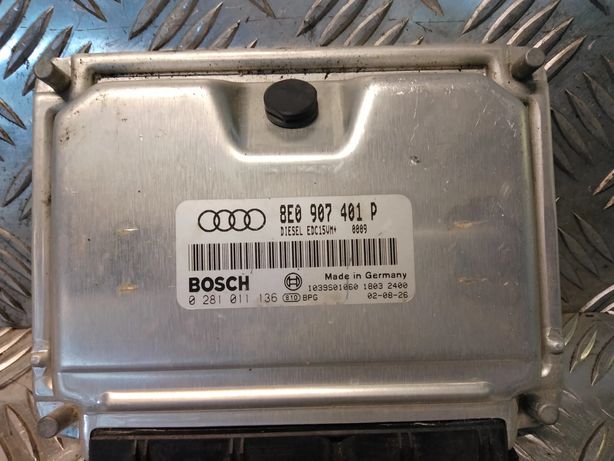 8E0 907 401 P
DIESEL EDC15VM+ 0009
BOSCH
Made in Germany
1039S01060 1803 2400
0 281 011 136 810 BPG 02-08-26